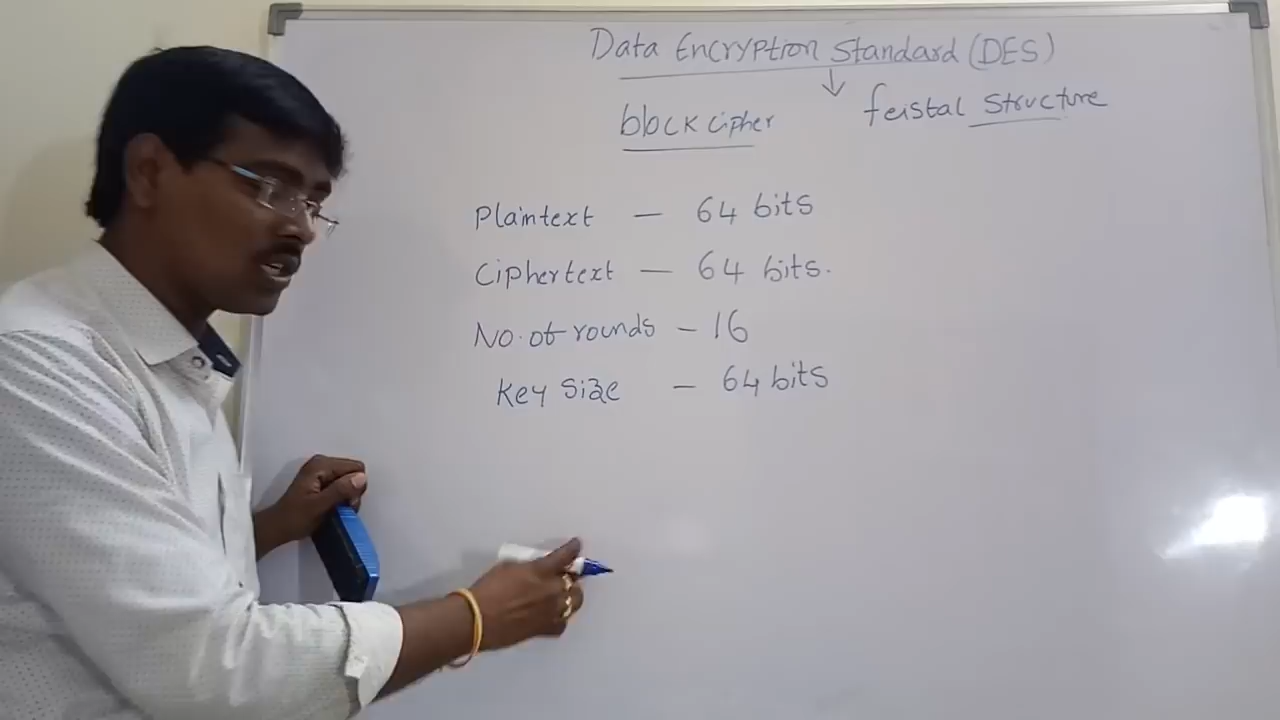 Data Encryption Standard (DES)
↓ feistal Structure
block cipher
Plaintext — 64 bits
Ciphertext — 64 bits.
No. of rounds - 16
Key Size - 64 bits